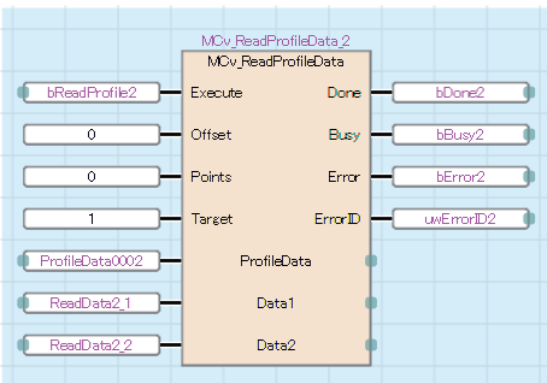 MCv_ReadProfileData_2
MCv_ReadProfileData
bReadProfile2 Execute Done bDone2
0 Offset Busy bBusy2
0 Points Error bError2
1 Target ErrorID uwErrorID2
ProfileData0002 ProfileData
ReadData2_1 Data1
ReadData2_2 Data2